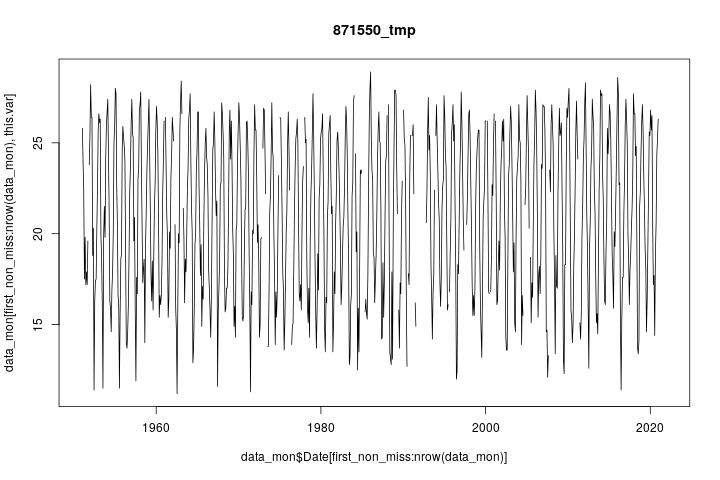 871550_tmp
data_mon[first_non_miss:nrow(data_mon), this.var]
25
20
15
1960
1980
2000
2020
data_mon$Date[first_non_miss:nrow(data_mon)]